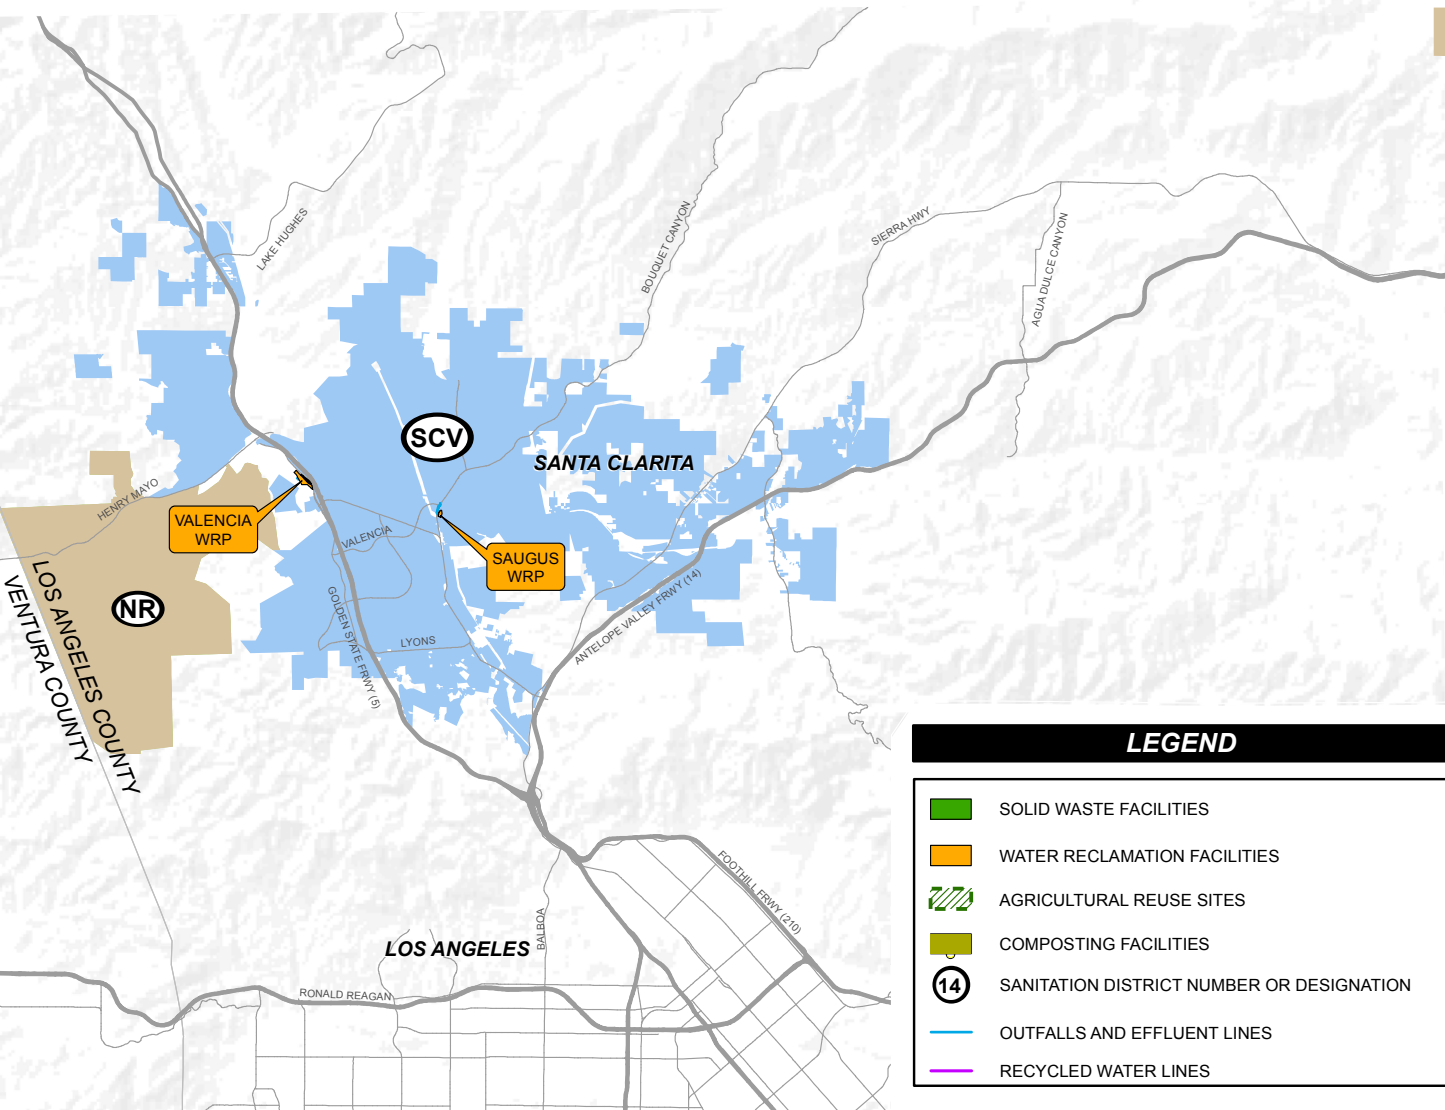 LAKE HUGHES
BOUQUET CANYON
SIERRA HWY
AGUA DULCE CANYON
SCV
SANTA CLARITA
HENRY MAYO
VALENCIA
WRP
VALENCIA
SAUGUS
WRP
LOS ANGELES COUNTY
VENTURA COUNTY
NR
GOLDEN STATE FRWY (5)
LYONS
ANTELOPE VALLEY FRWY (14)
FOOTHILL FRWY (210)
BALBOA
LOS ANGELES
RONALD REAGAN
LEGEND
SOLID WASTE FACILITIES
WATER RECLAMATION FACILITIES
AGRICULTURAL REUSE SITES
COMPOSTING FACILITIES
14 SANITATION DISTRICT NUMBER OR DESIGNATION
OUTFALLS AND EFFLUENT LINES
RECYCLED WATER LINES